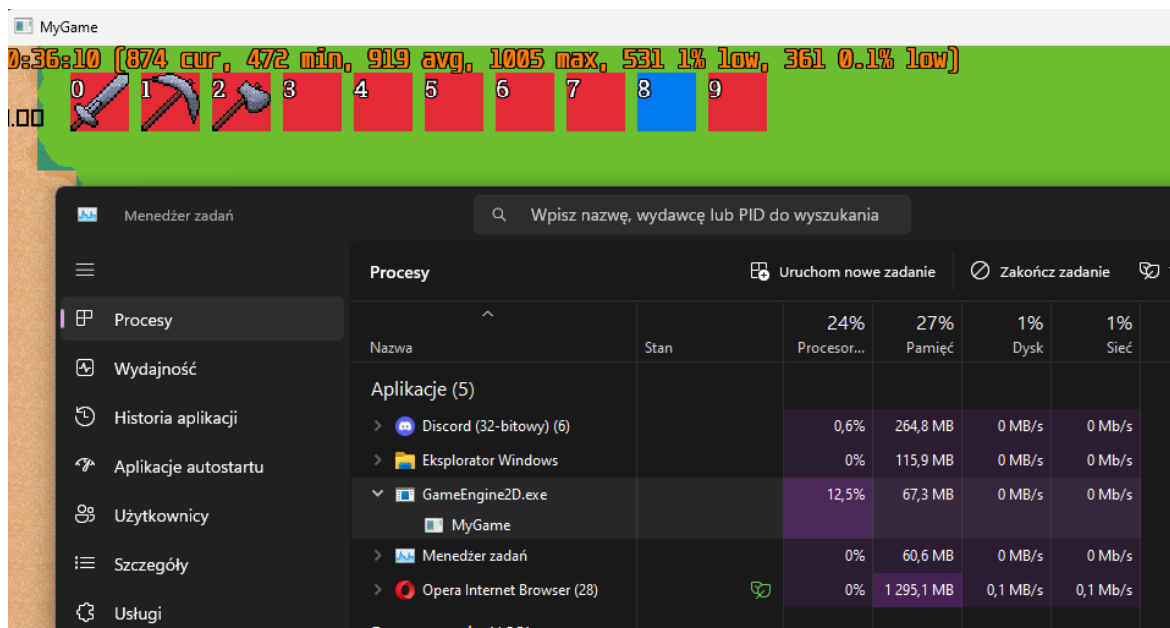 MyGame
0:36:10 (874 cur, 472 min, 919 avg, 1005 max, 531 1% low, 361 0.1% low)
0 1 2 3 4 5 6 7 8 9
.00
Menedżer zadań
Wpisz nazwę, wydawcę lub PID do wyszukania
Procesy
Uruchom nowe zadanie
Zakończ zadanie
Procesy
Wydajność
Historia aplikacji
Aplikacje autostartu
Użytkownicy
Szczegóły
Usługi
24% 27% 1% 1%
Nazwa Stan Procesor... Pamięć Dysk Sieć
Aplikacje (5)
Discord (32-bitowy) (6) 0,6% 264,8 MB 0 MB/s 0 Mb/s
Eksplorator Windows 0% 115,9 MB 0 MB/s 0 Mb/s
GameEngine2D.exe 12,5% 67,3 MB 0 MB/s 0 Mb/s
MyGame
Menedżer zadań 0% 60,6 MB 0 MB/s 0 Mb/s
Opera Internet Browser (28) 0% 1 295,1 MB 0,1 MB/s 0,1 Mb/s